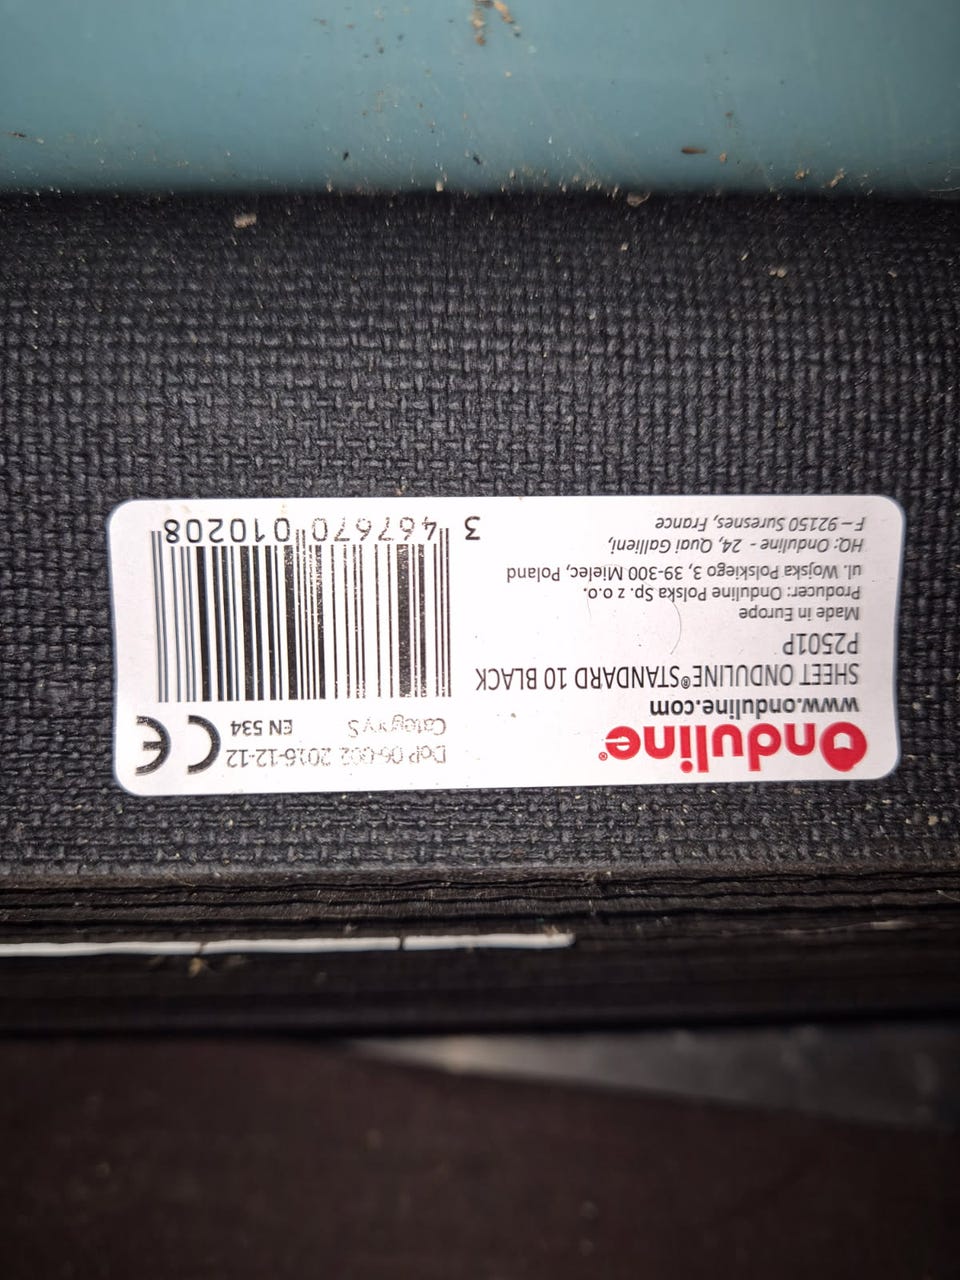 Onduline®
www.onduline.com
SHEET ONDULINE®STANDARD 10 BLACK
P2501P
Made in Europe
Producer: Onduline Polska Sp. z o.o.
ul. Wojska Polskiego 3, 39-300 Mielec, Poland
HQ: Onduline - 24, Quai Gallieni,
F – 92150 Suresnes, France
DoP 06-002 2016-12-12
Category S EN 534
CE
3 467670 010208